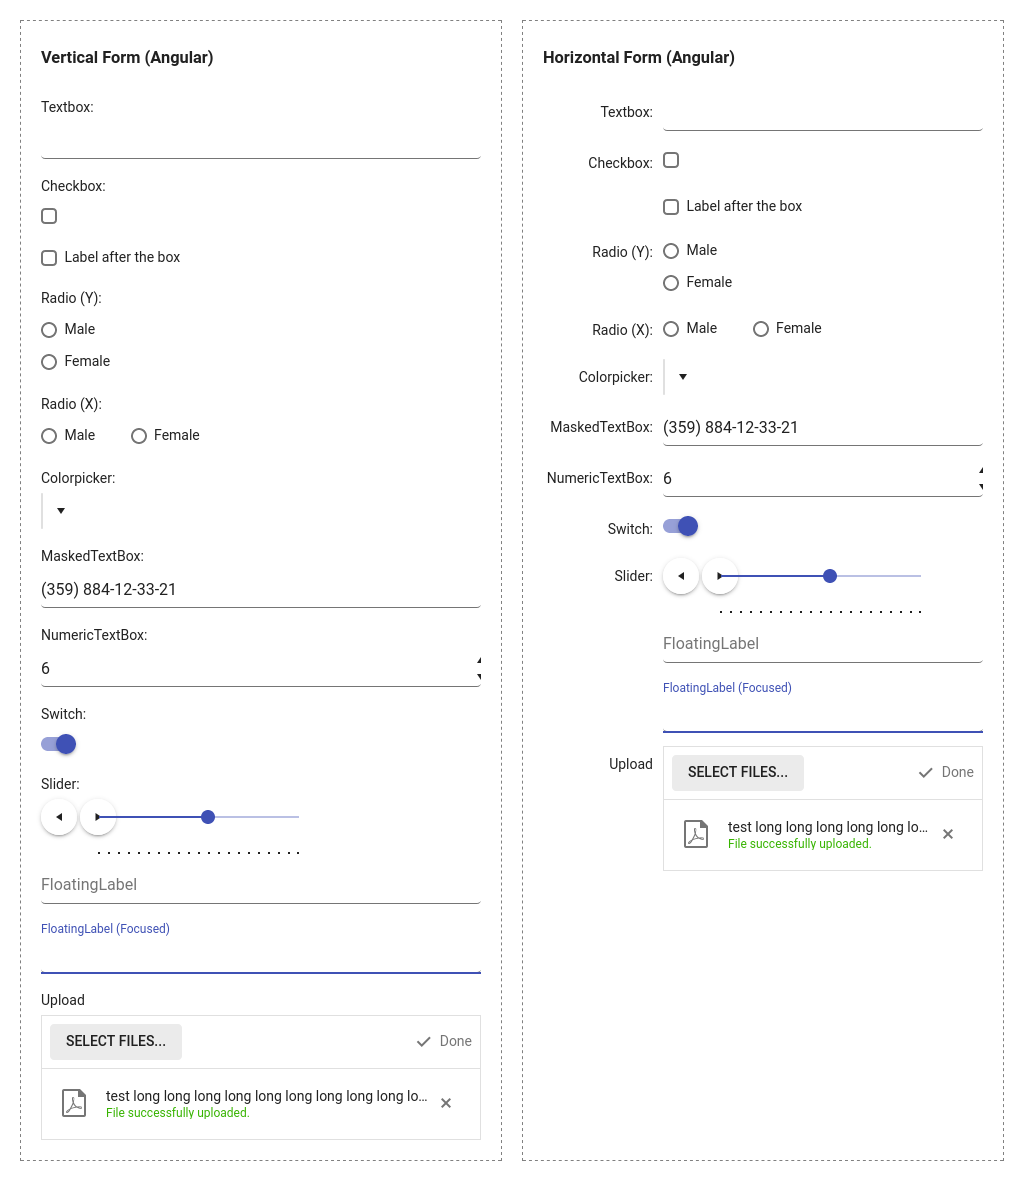 Vertical Form (Angular)
Textbox:
Checkbox:
Label after the box
Radio (Y):
Male
Female
Radio (X):
Male Female
Colorpicker:
MaskedTextBox:
(359) 884-12-33-21
NumericTextBox:
6
Switch:
Slider:
FloatingLabel
FloatingLabel (Focused)
Upload
SELECT FILES... Done
test long long long long long long long long long lo...
File successfully uploaded.
Horizontal Form (Angular)
Textbox:
Checkbox:
Label after the box
Radio (Y): Male
Female
Radio (X): Male Female
Colorpicker:
MaskedTextBox: (359) 884-12-33-21
NumericTextBox: 6
Switch:
Slider:
FloatingLabel
FloatingLabel (Focused)
Upload SELECT FILES... Done
test long long long long long lo...
File successfully uploaded.